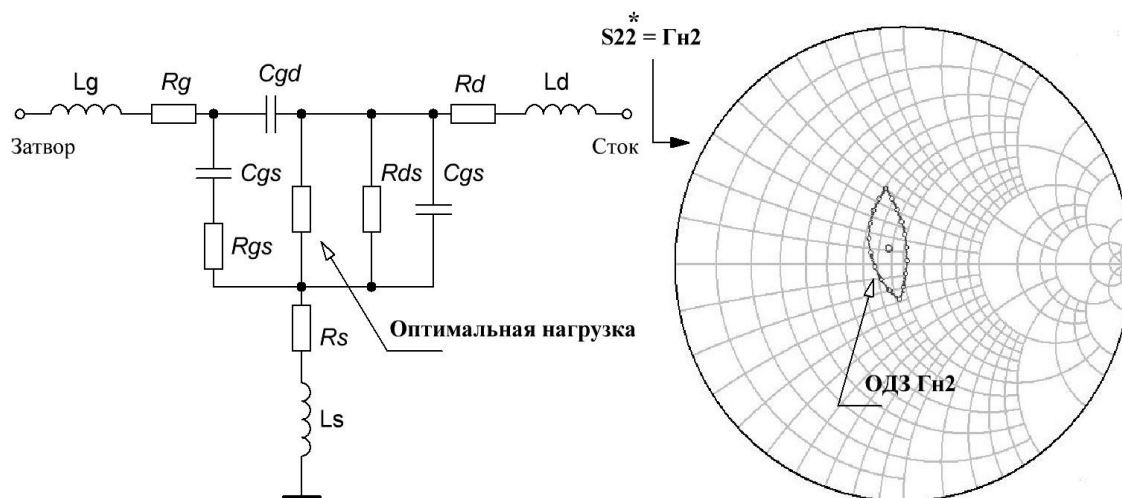 Lg
Rg
Cgd
Rd
Ld
Затвор
Сток
Cgs
Rds
Cgs
Rgs
Rs
Оптимальная нагрузка
Ls
*
S22 = Гн2
ОДЗ Гн2